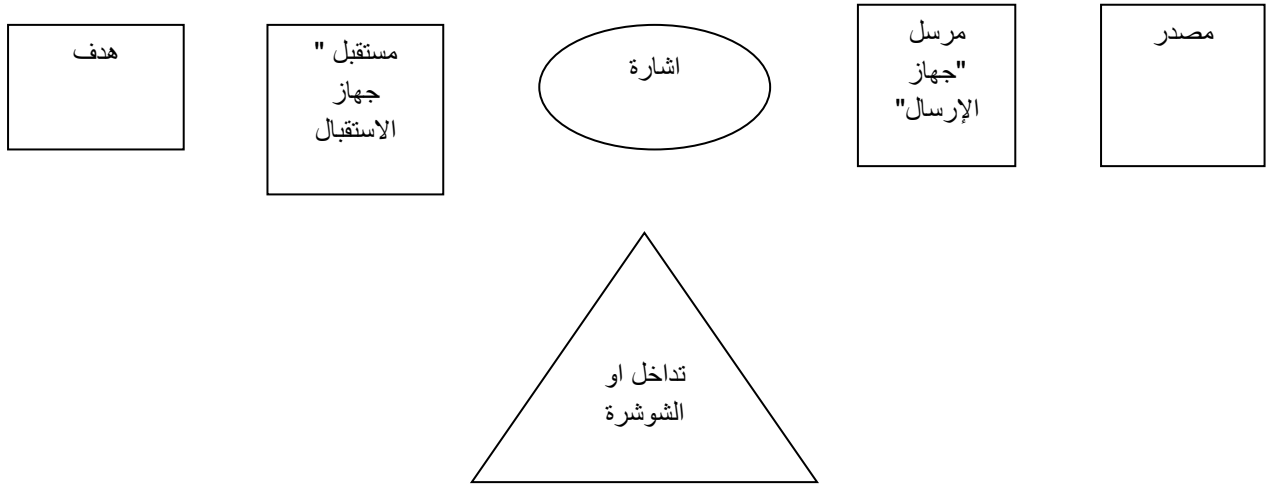 مصدر
مرسل
"جهاز
الإرسال"
اشارة
مستقبل "
جهاز
الاستقبال
هدف
تداخل او
الشوشرة